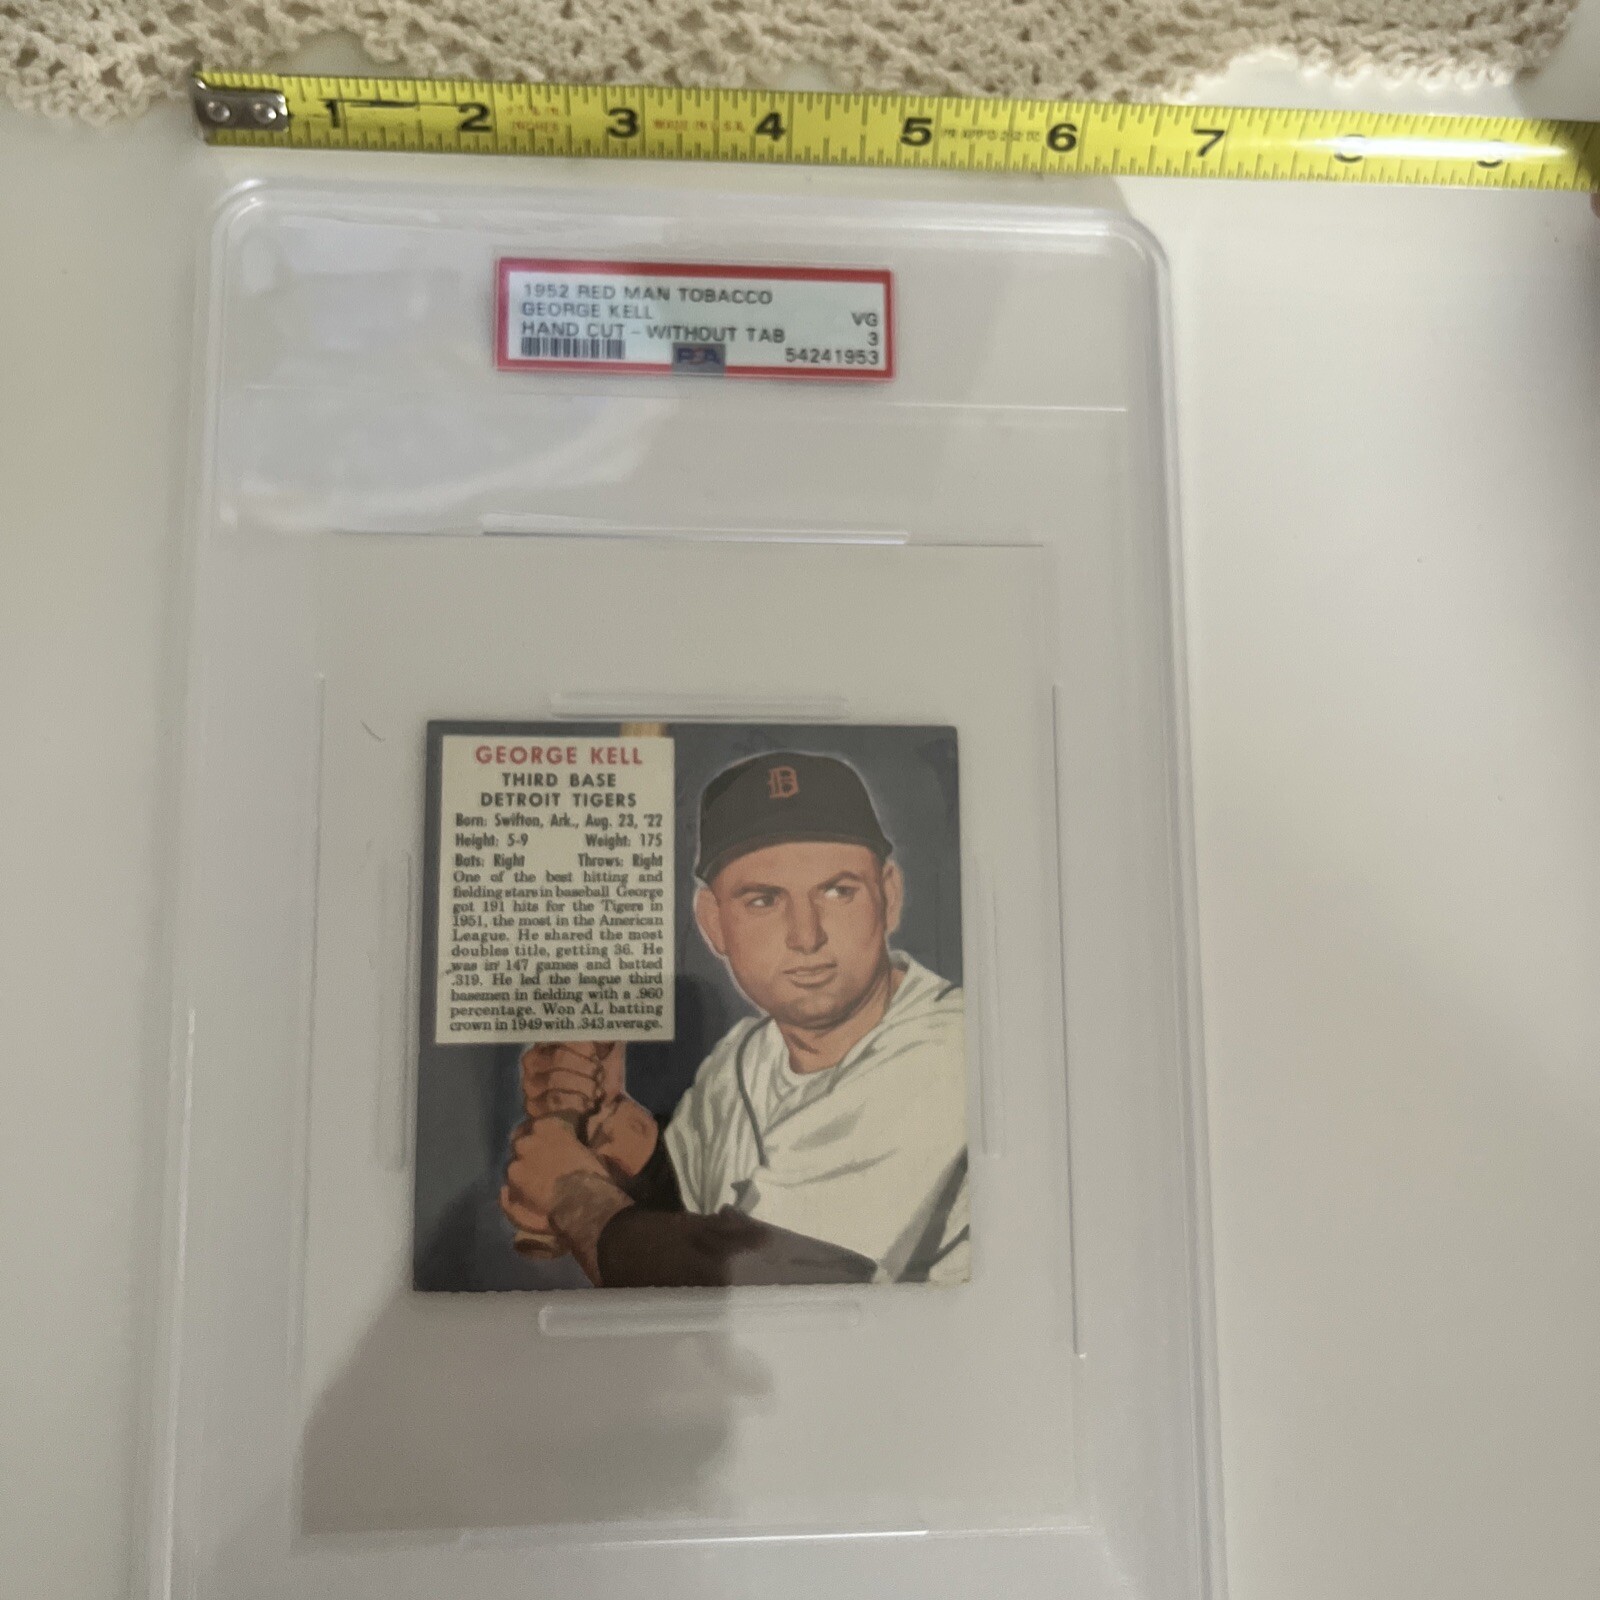 1 2 3 4 5 6 7
1952 RED MAN TOBACCO
GEORGE KELL VG
HAND CUT - WITHOUT TAB 3
PSA 54241953
GEORGE KELL
THIRD BASE
DETROIT TIGERS
Born: Swifton, Ark., Aug. 23, '22
Height: 5-9 Weight: 175
Bats: Right Throws: Right
One of the best hitting and
fielding stars in baseball. George
got 191 hits for the Tigers in
1951, the most in the American
League. He shared the most
doubles title, getting 36. He
was in 147 games and batted
.319. He led the league third
basemen in fielding with a .960
percentage. Won AL batting
crown in 1949 with .343 average.
D